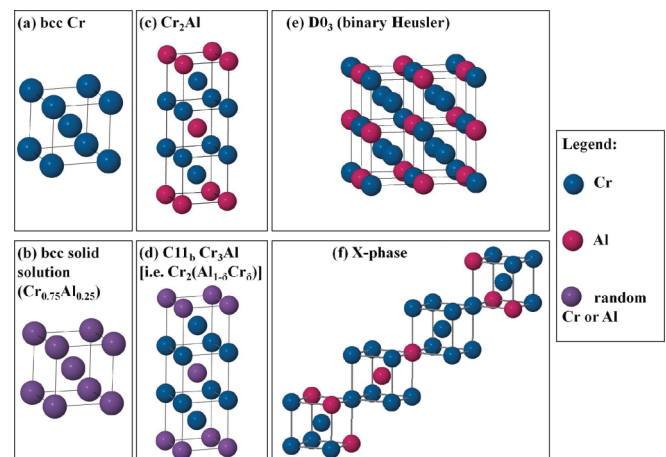 (a) bcc Cr
(c) Cr₂Al
(e) D0₃ (binary Heusler)
Legend:
Cr
Al
random
Cr or Al
(b) bcc solid
solution
(Cr₀.₇₅Al₀.₂₅)
(d) C11_b Cr₃Al
[i.e. Cr₂(Al₁₋δCrδ)]
(f) X-phase